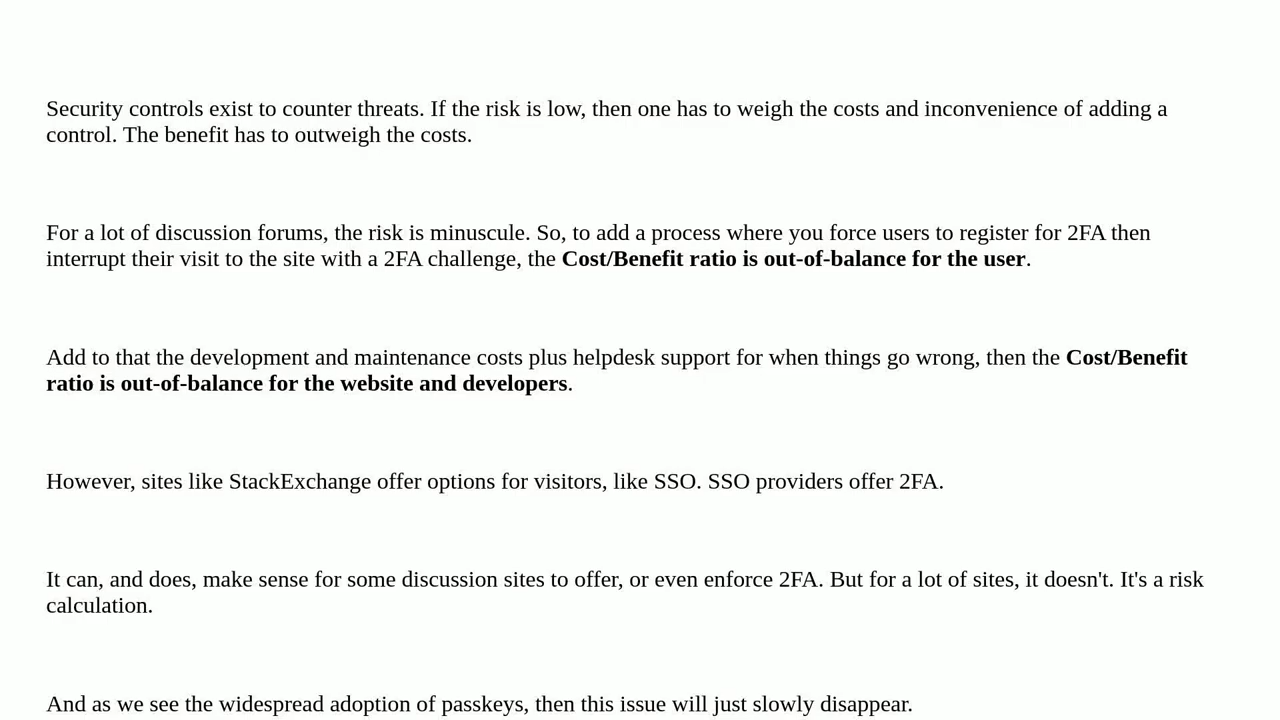 Security controls exist to counter threats. If the risk is low, then one has to weigh the costs and inconvenience of adding a
control. The benefit has to outweigh the costs.
For a lot of discussion forums, the risk is minuscule. So, to add a process where you force users to register for 2FA then
interrupt their visit to the site with a 2FA challenge, the Cost/Benefit ratio is out-of-balance for the user.
Add to that the development and maintenance costs plus helpdesk support for when things go wrong, then the Cost/Benefit
ratio is out-of-balance for the website and developers.
However, sites like StackExchange offer options for visitors, like SSO. SSO providers offer 2FA.
It can, and does, make sense for some discussion sites to offer, or even enforce 2FA. But for a lot of sites, it doesn't. It's a risk
calculation.
And as we see the widespread adoption of passkeys, then this issue will just slowly disappear.